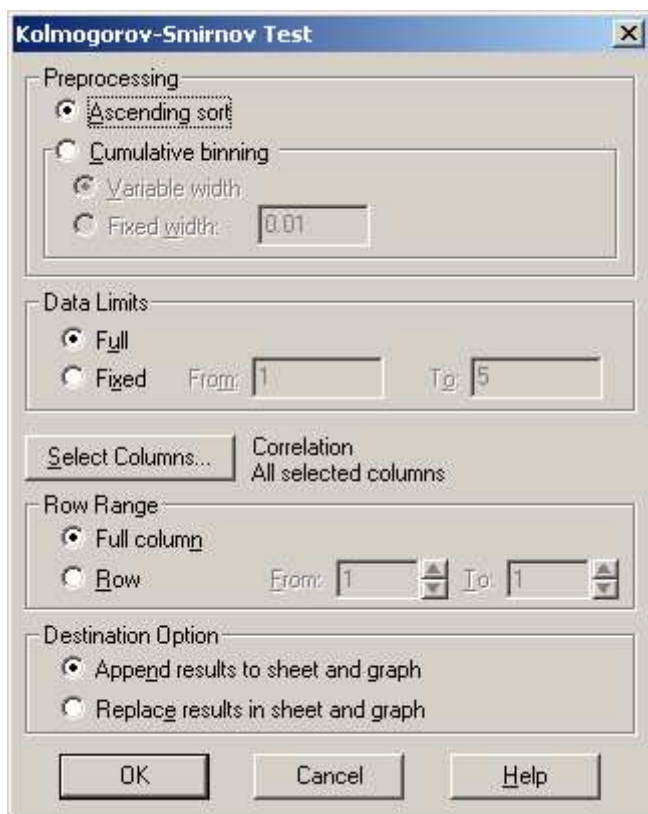 Kolmogorov-Smirnov Test
Preprocessing
Ascending sort
Cumulative binning
Variable width
Fixed width: 0.01
Data Limits
Full
Fixed From: 1 To: 5
Select Columns... Correlation
All selected columns
Row Range
Full column
Row From: 1 To: 1
Destination Option
Append results to sheet and graph
Replace results in sheet and graph
OK Cancel Help